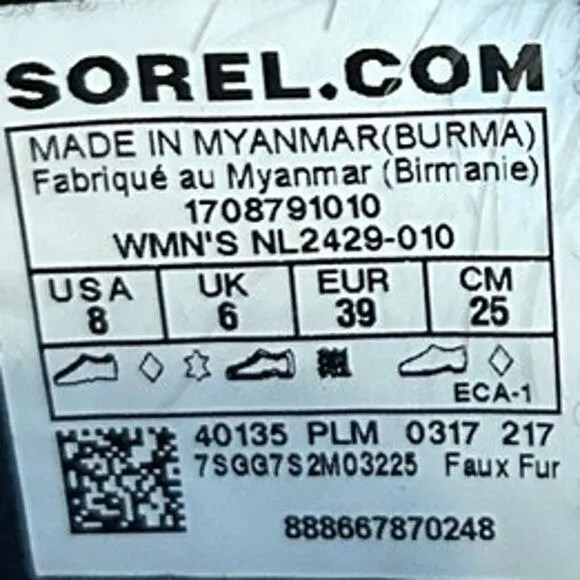 SOREL.COM
MADE IN MYANMAR(BURMA)
Fabriqué au Myanmar (Birmanie)
1708791010
WMN'S NL2429-010
USA UK EUR CM
8 6 39 25
ECA-1
40135 PLM 0317 217
7SGG7S2M03225 Faux Fur
888667870248